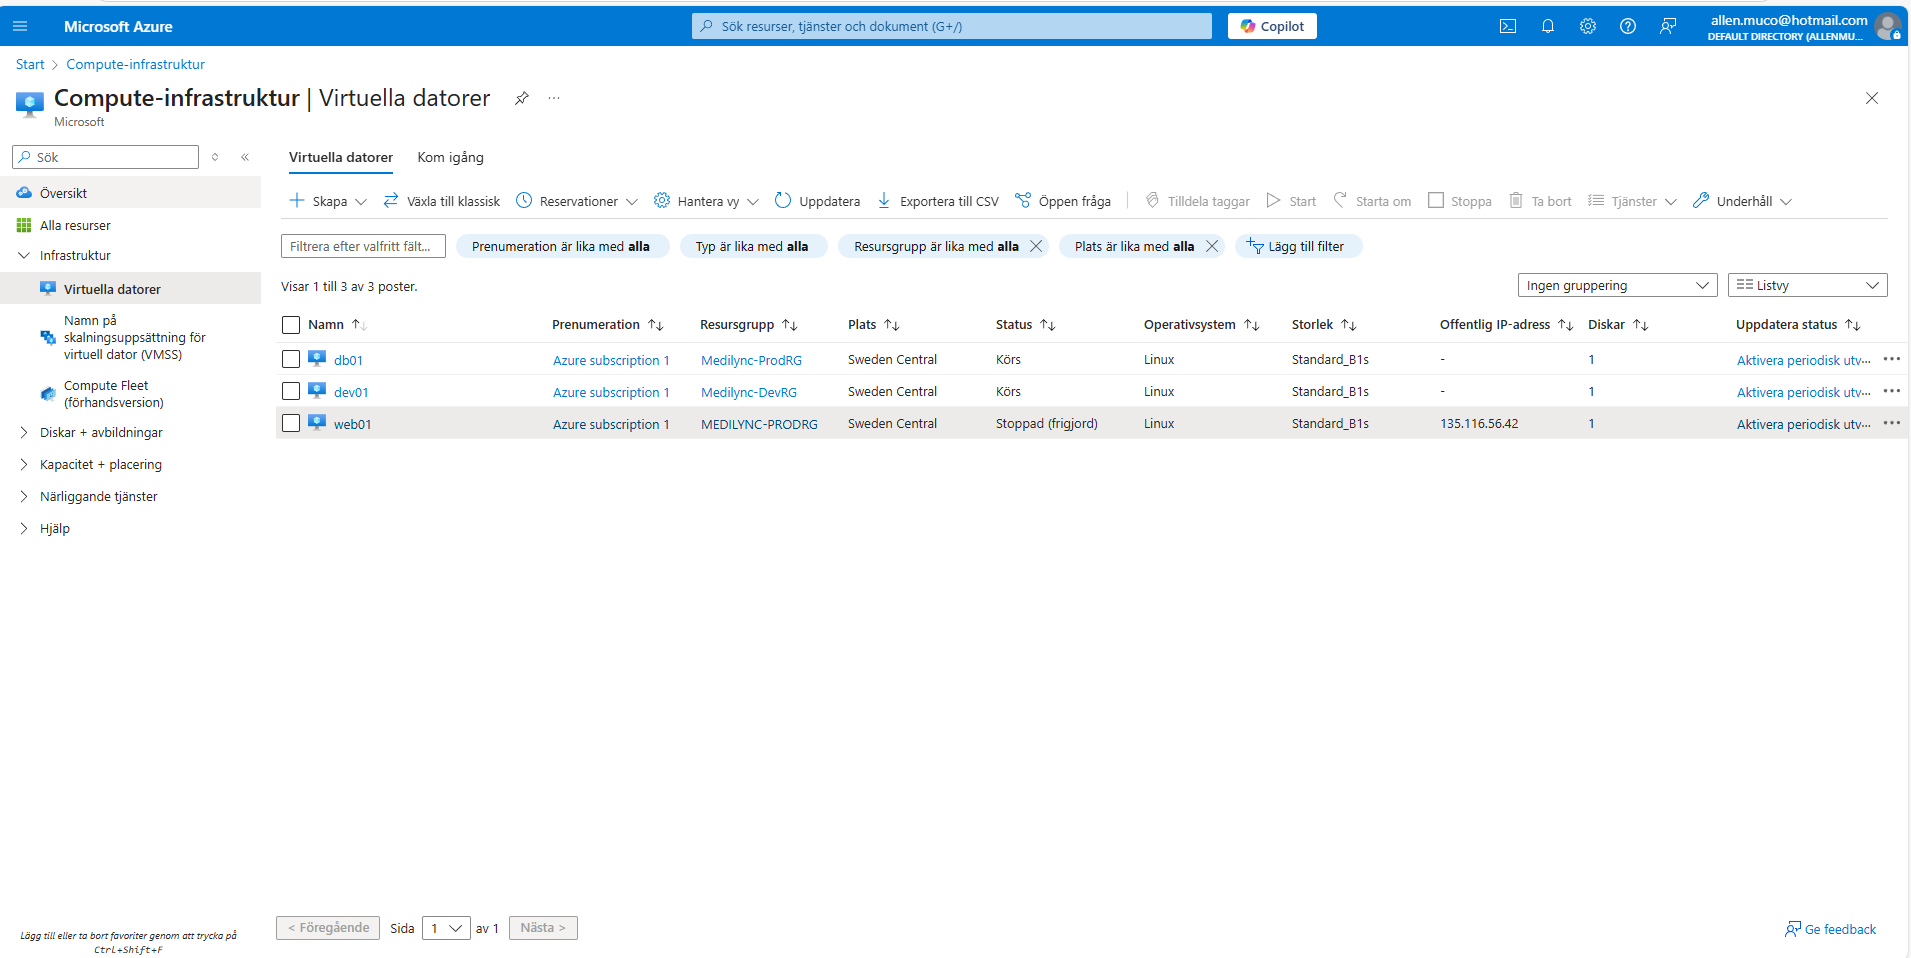 Microsoft Azure
Sök resurser, tjänster och dokument (G+/)
Copilot
allen.muco@hotmail.com
DEFAULT DIRECTORY (ALLENMU...
Start > Compute-infrastruktur
Compute-infrastruktur | Virtuella datorer
Microsoft
Sök
Översikt
Alla resurser
Infrastruktur
Virtuella datorer
Namn på
skalningsuppsättning för
virtuell dator (VMSS)
Compute Fleet
(förhandsversion)
Diskar + avbildningar
Kapacitet + placering
Närliggande tjänster
Hjälp
Lägg till eller ta bort favoriter genom att trycka på
Ctrl+Shift+F
Virtuella datorer Kom igång
Skapa Växla till klassisk Reservationer Hantera vy Uppdatera Exportera till CSV Öppen fråga Tilldela taggar Start Starta om Stoppa Ta bort Tjänster Underhåll
Filtrera efter valfritt fält... Prenumeration är lika med alla Typ är lika med alla Resursgrupp är lika med alla Plats är lika med alla Lägg till filter
Visar 1 till 3 av 3 poster.
Ingen gruppering Listvy
Namn Prenumeration Resursgrupp Plats Status Operativsystem Storlek Offentlig IP-adress Diskar Uppdatera status
db01 Azure subscription 1 Medilync-ProdRG Sweden Central Körs Linux Standard_B1s - 1 Aktivera periodisk utv...
dev01 Azure subscription 1 Medilync-DevRG Sweden Central Körs Linux Standard_B1s - 1 Aktivera periodisk utv...
web01 Azure subscription 1 MEDILYNC-PRODRG Sweden Central Stoppad (frigjord) Linux Standard_B1s 135.116.56.42 1 Aktivera periodisk utv...
< Föregående Sida 1 av 1 Nästa >
Ge feedback